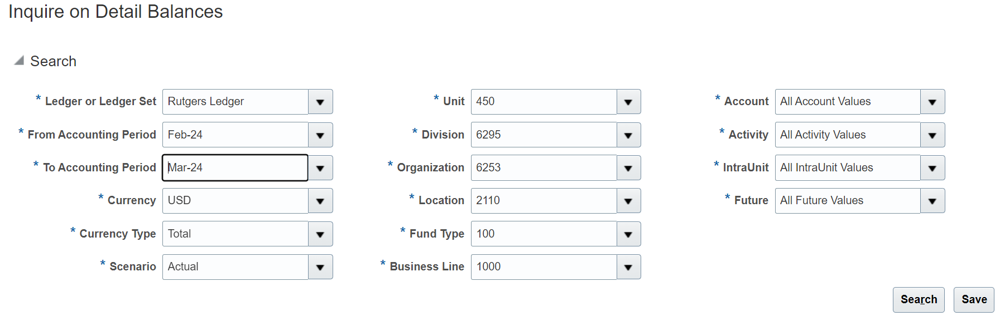 Inquire on Detail Balances
Search
* Ledger or Ledger Set Rutgers Ledger * Unit 450 * Account All Account Values
* From Accounting Period Feb-24 * Division 6295 * Activity All Activity Values
* To Accounting Period Mar-24 * Organization 6253 * IntraUnit All IntraUnit Values
* Currency USD * Location 2110 * Future All Future Values
* Currency Type Total * Fund Type 100
* Scenario Actual * Business Line 1000
Search Save